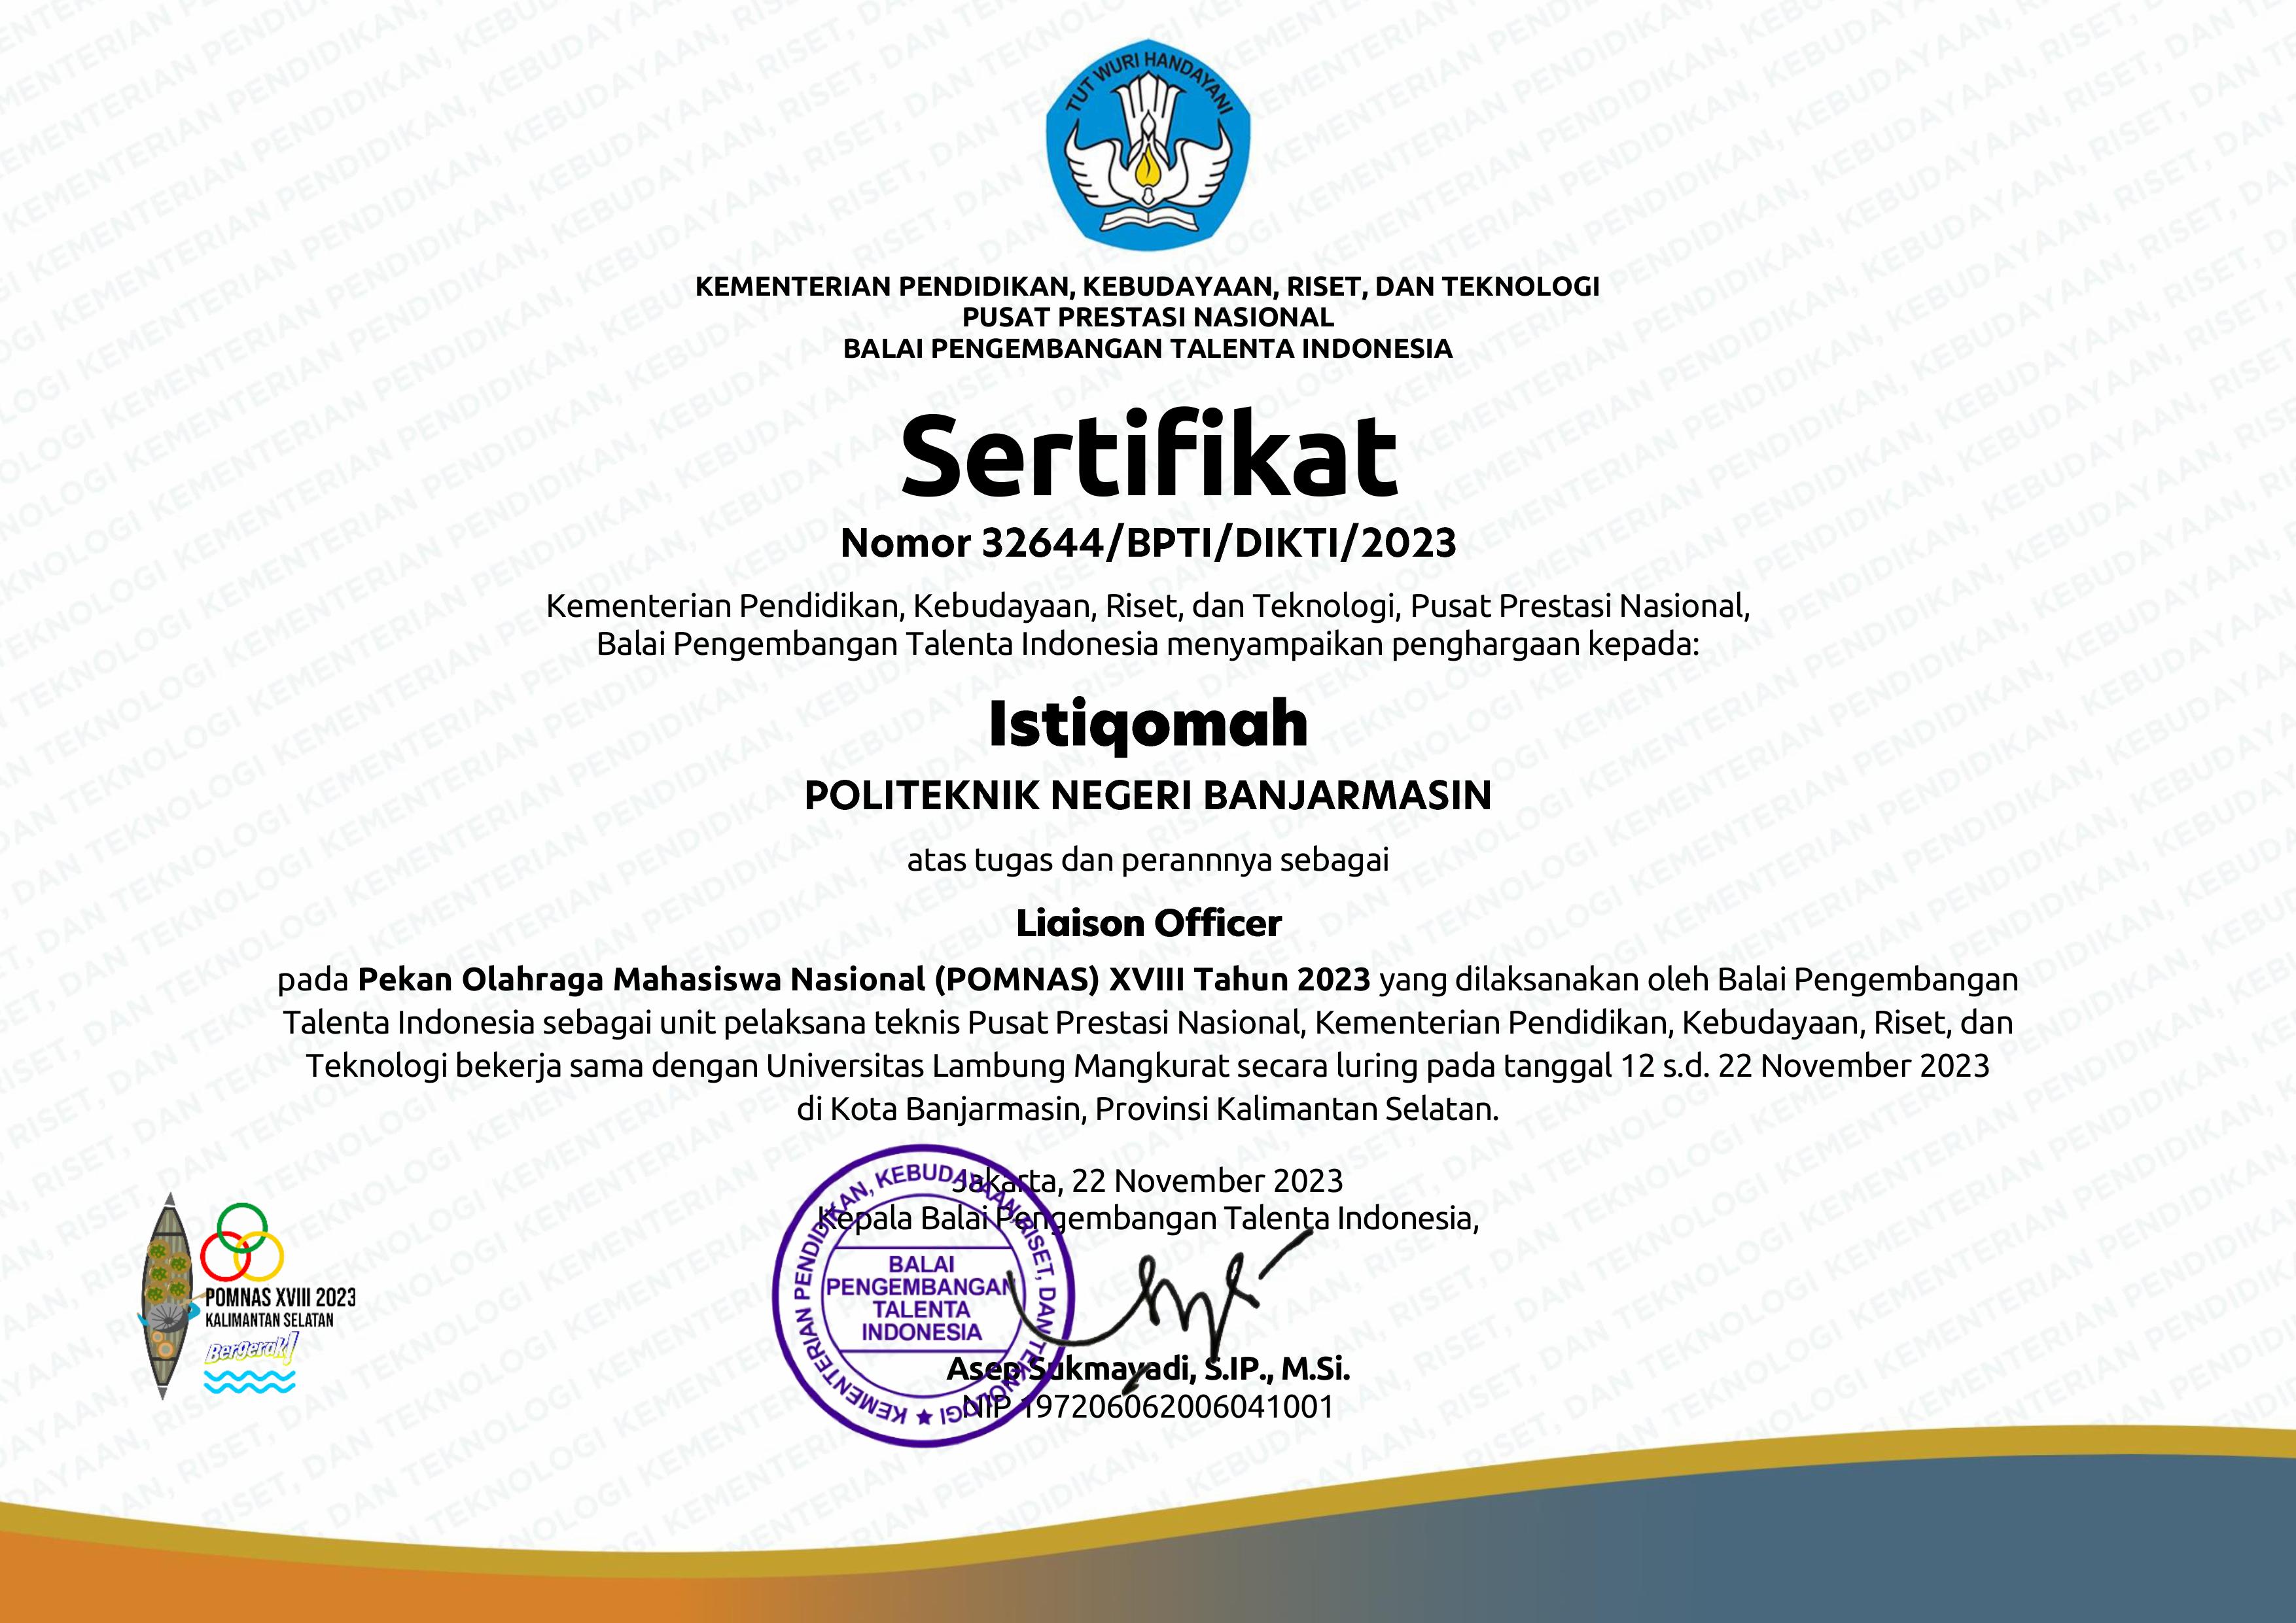 TUT WURI HANDAYANI
KEMENTERIAN PENDIDIKAN, KEBUDAYAAN, RISET, DAN TEKNOLOGI
PUSAT PRESTASI NASIONAL
BALAI PENGEMBANGAN TALENTA INDONESIA
Sertifikat
Nomor 32644/BPTI/DIKTI/2023
Kementerian Pendidikan, Kebudayaan, Riset, dan Teknologi, Pusat Prestasi Nasional,
Balai Pengembangan Talenta Indonesia menyampaikan penghargaan kepada:
Istiqomah
POLITEKNIK NEGERI BANJARMASIN
atas tugas dan perannnya sebagai
Liaison Officer
pada Pekan Olahraga Mahasiswa Nasional (POMNAS) XVIII Tahun 2023 yang dilaksanakan oleh Balai Pengembangan
Talenta Indonesia sebagai unit pelaksana teknis Pusat Prestasi Nasional, Kementerian Pendidikan, Kebudayaan, Riset, dan
Teknologi bekerja sama dengan Universitas Lambung Mangkurat secara luring pada tanggal 12 s.d. 22 November 2023
di Kota Banjarmasin, Provinsi Kalimantan Selatan.
Jakarta, 22 November 2023
Kepala Balai Pengembangan Talenta Indonesia,
KEMENTERIAN PENDIDIKAN, KEBUDAYAAN, RISET, DAN TEKNOLOGI
BALAI
PENGEMBANGAN
TALENTA
INDONESIA
Asep Sukmayadi, S.IP., M.Si.
NIP 197206062006041001
POMNAS XVIII 2023
KALIMANTAN SELATAN
Bergerak!